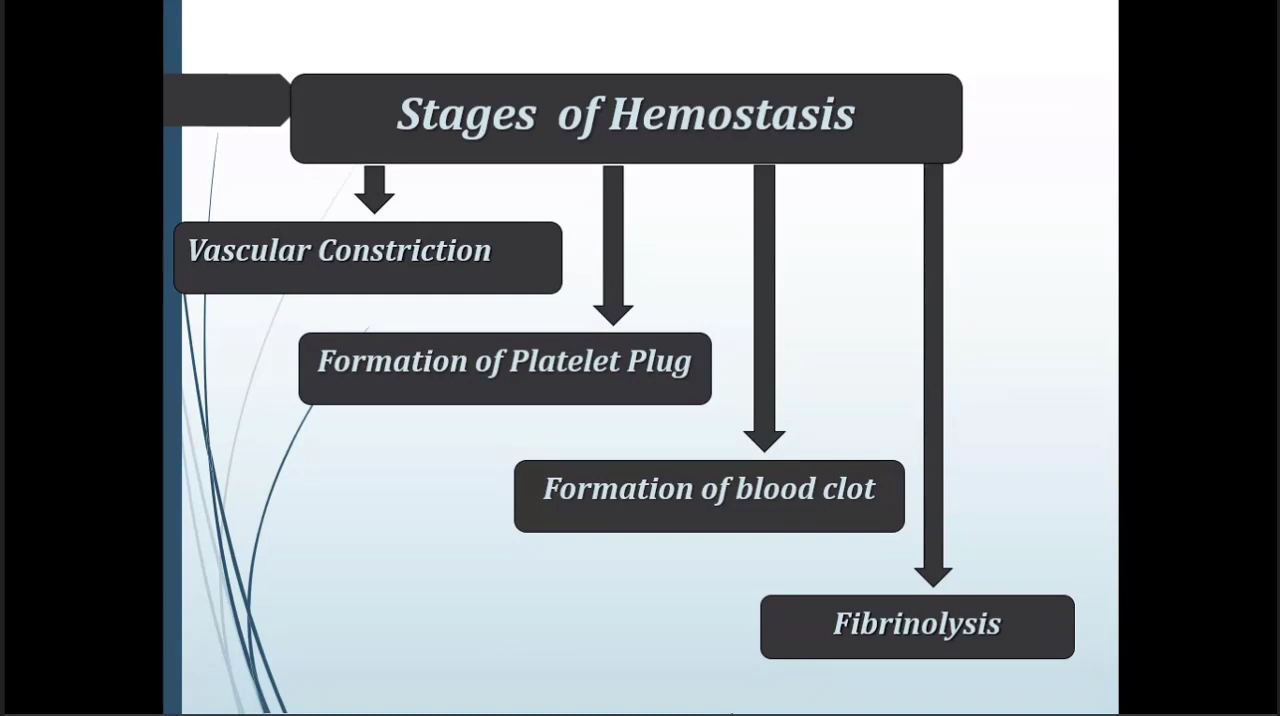 Stages of Hemostasis
Vascular Constriction
Formation of Platelet Plug
Formation of blood clot
Fibrinolysis